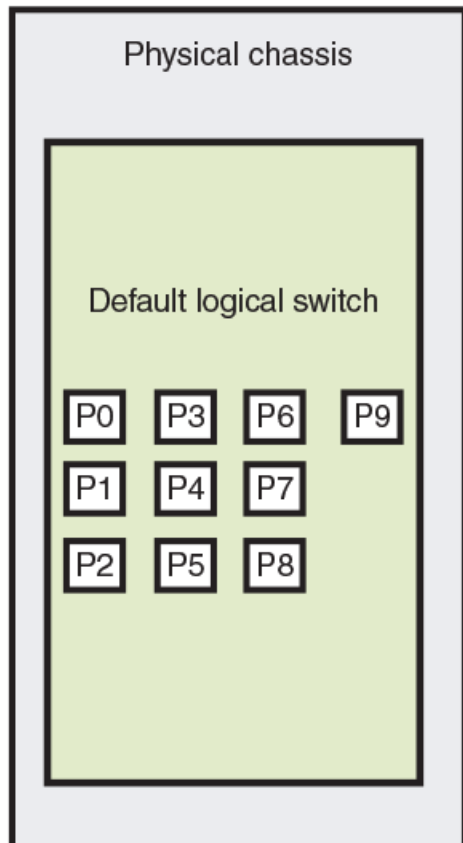 Physical chassis
Default logical switch
P0 P3 P6 P9
P1 P4 P7
P2 P5 P8